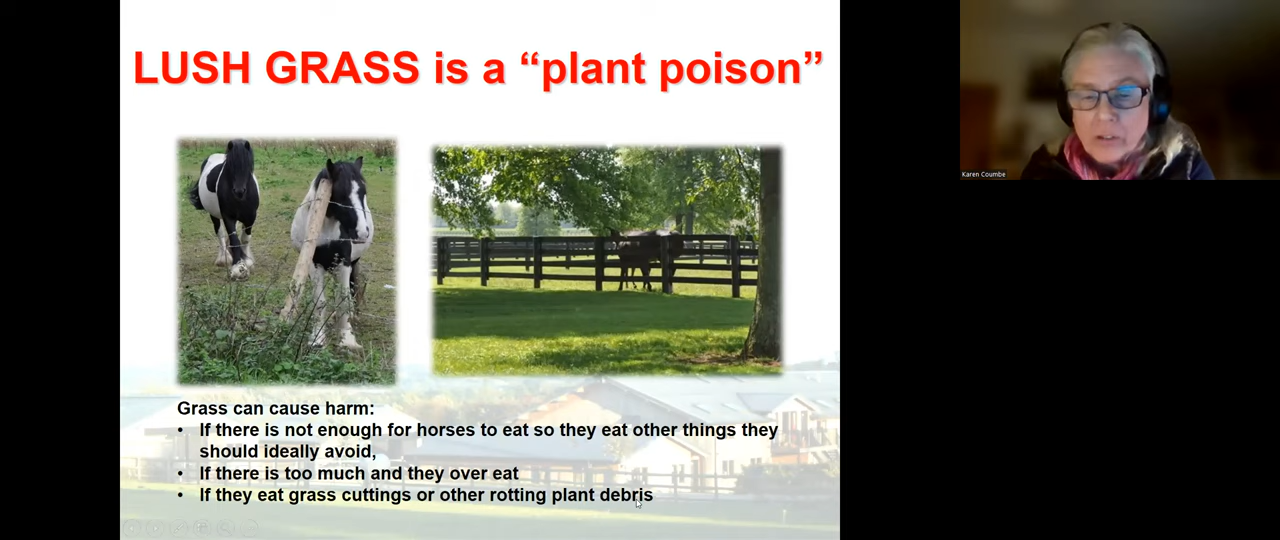 LUSH GRASS is a “plant poison”
Karen Coumbe
Grass can cause harm:
• If there is not enough for horses to eat so they eat other things they
should ideally avoid,
• If there is too much and they over eat
• If they eat grass cuttings or other rotting plant debris